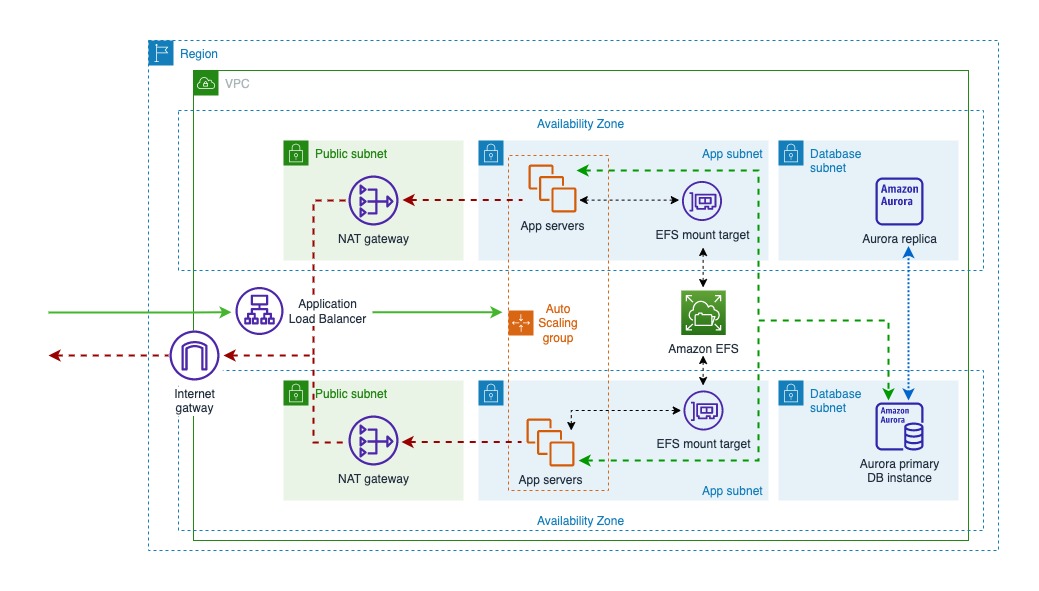 Region
VPC
Availability Zone
Public subnet
App subnet
Database
subnet
Amazon
Aurora
NAT gateway
App servers
EFS mount target
Aurora replica
Application
Load Balancer
Auto
Scaling
group
Amazon EFS
Internet
gatway
Public subnet
Database
subnet
Amazon
Aurora
NAT gateway
App servers
EFS mount target
Aurora primary
DB instance
App subnet
Availability Zone